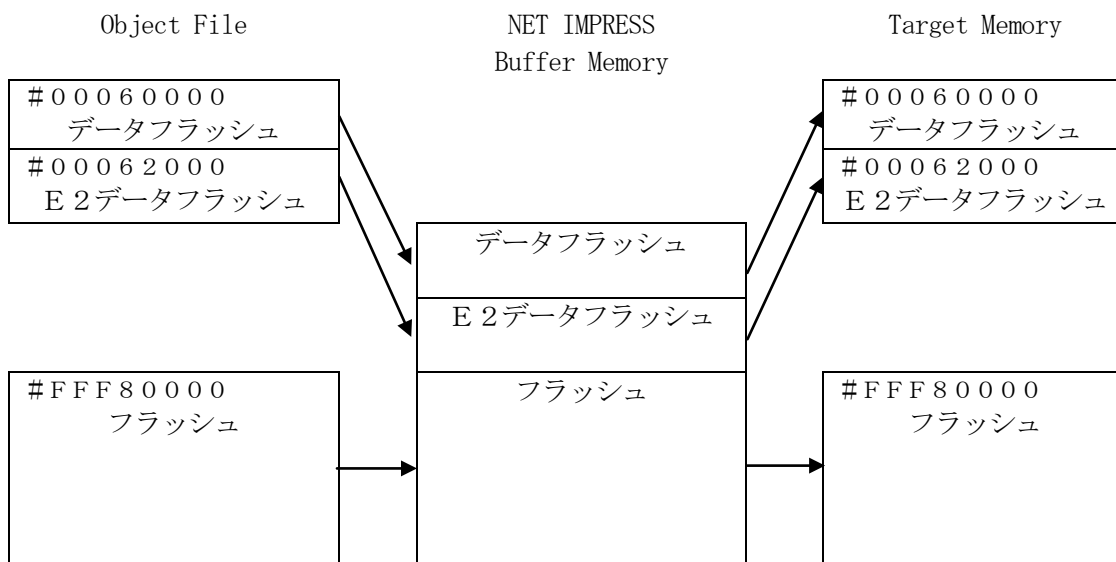 Object File
NET IMPRESS
Buffer Memory
Target Memory
#00060000
データフラッシュ
#00062000
E2データフラッシュ
#FFF80000
フラッシュ
データフラッシュ
E2データフラッシュ
フラッシュ
#00060000
データフラッシュ
#00062000
E2データフラッシュ
#FFF80000
フラッシュ